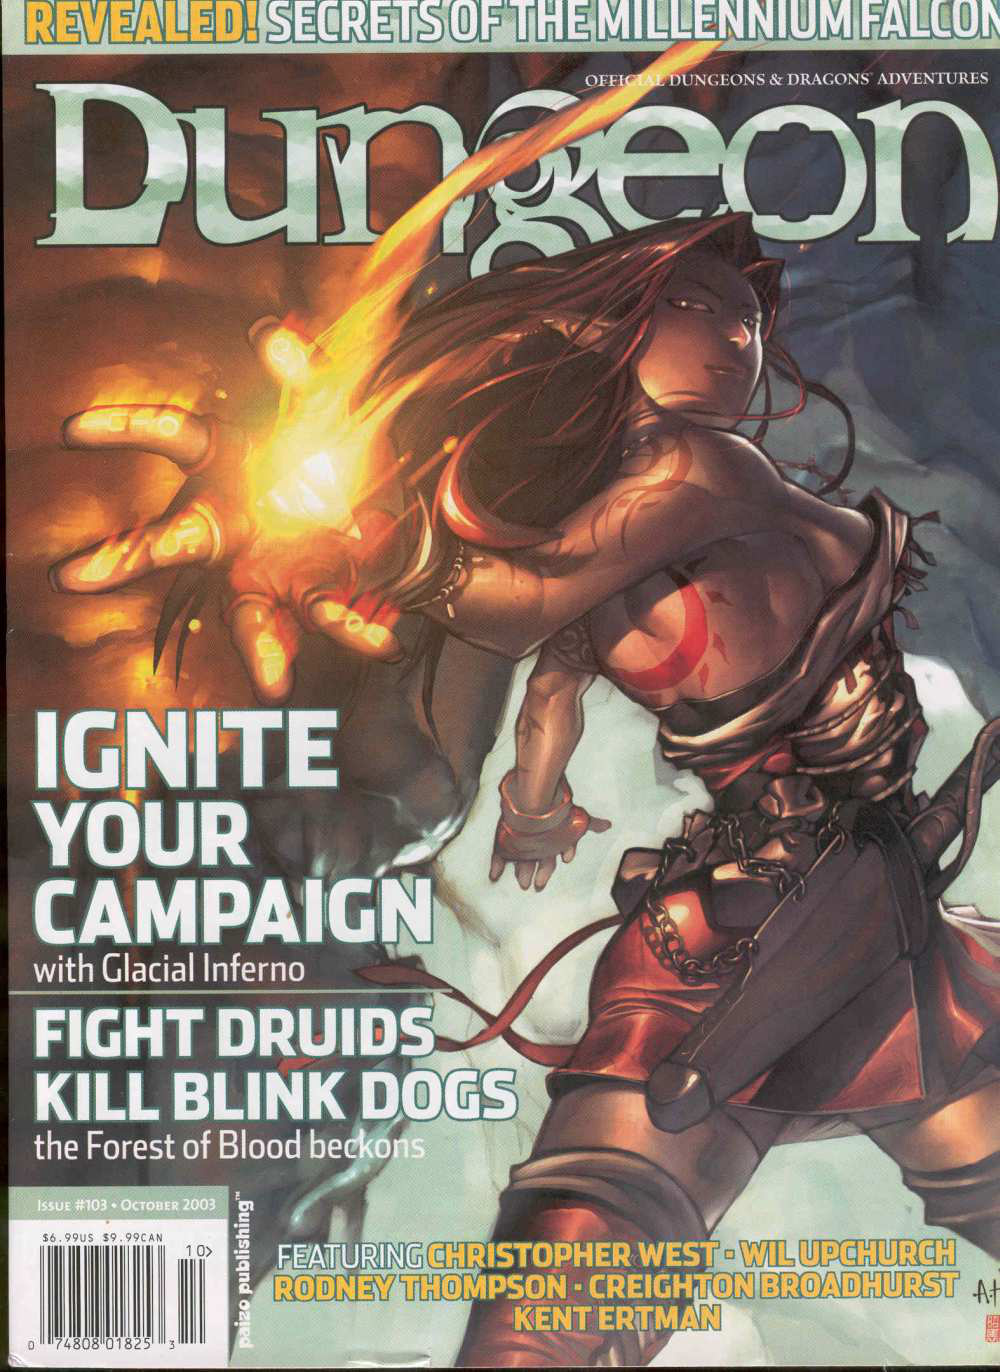 REVEALED! SECRETS OF THE MILLENNIUM FALCON
OFFICIAL DUNGEONS & DRAGONS® ADVENTURES
Dungeon
IGNITE
YOUR
CAMPAIGN
with Glacial Inferno
FIGHT DRUIDS
KILL BLINK DOGS
the Forest of Blood beckons
ISSUE #103 • OCTOBER 2003
$6.99US $9.99CAN
10>
0 74808 01825 3
paizo publishing™
FEATURING CHRISTOPHER WEST · WIL UPCHURCH
RODNEY THOMPSON · CREIGHTON BROADHURST
KENT ERTMAN